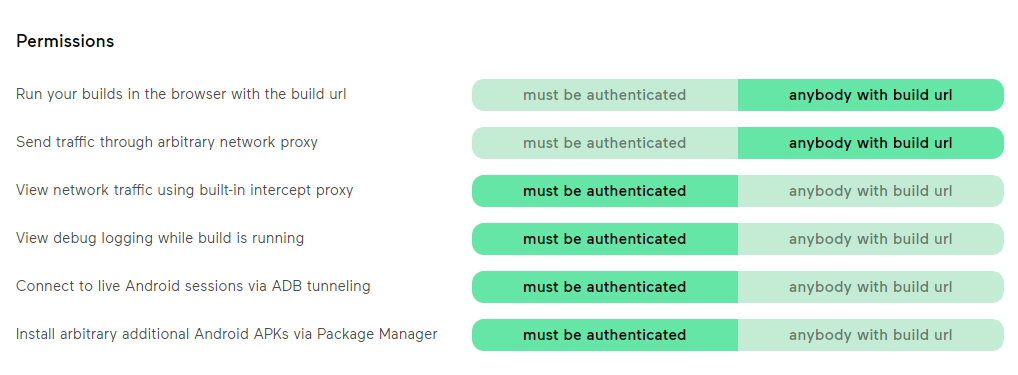 Permissions
Run your builds in the browser with the build url must be authenticated anybody with build url
Send traffic through arbitrary network proxy must be authenticated anybody with build url
View network traffic using built-in intercept proxy must be authenticated anybody with build url
View debug logging while build is running must be authenticated anybody with build url
Connect to live Android sessions via ADB tunneling must be authenticated anybody with build url
Install arbitrary additional Android APKs via Package Manager must be authenticated anybody with build url